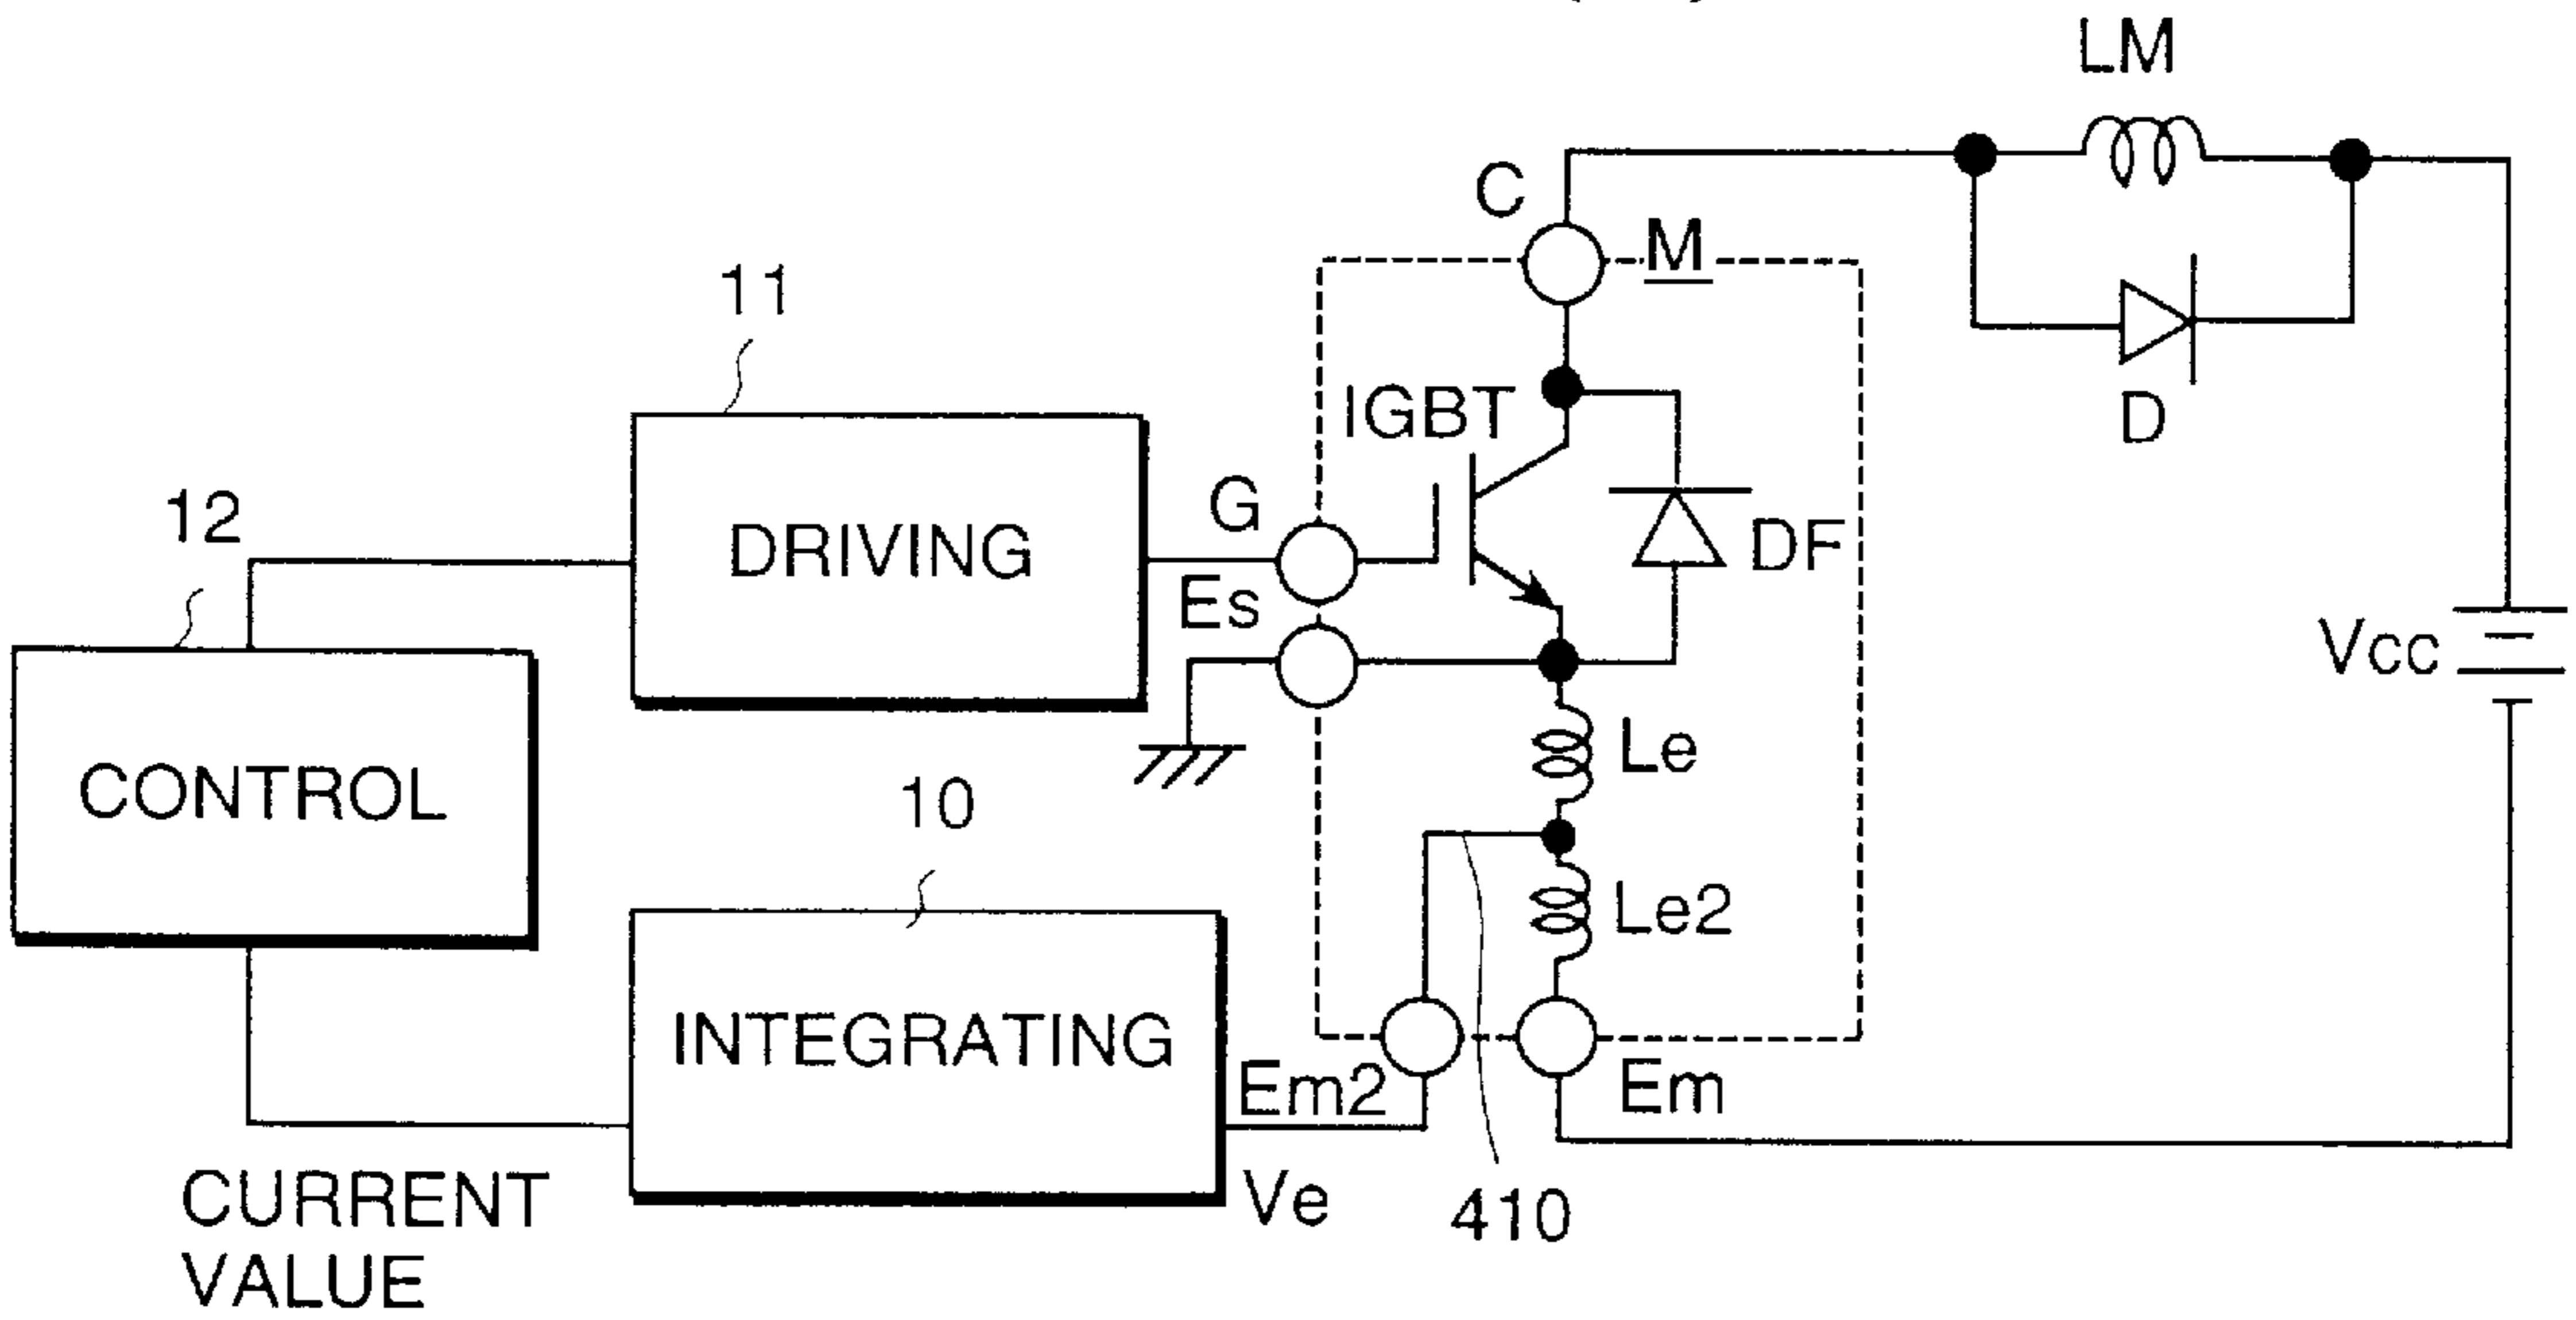 LM
C
M
11
IGBT
D
G
12
DRIVING
DF
Es
Vcc
Le
CONTROL
10
Le2
INTEGRATING
Em2
Em
CURRENT
VALUE
Ve
410